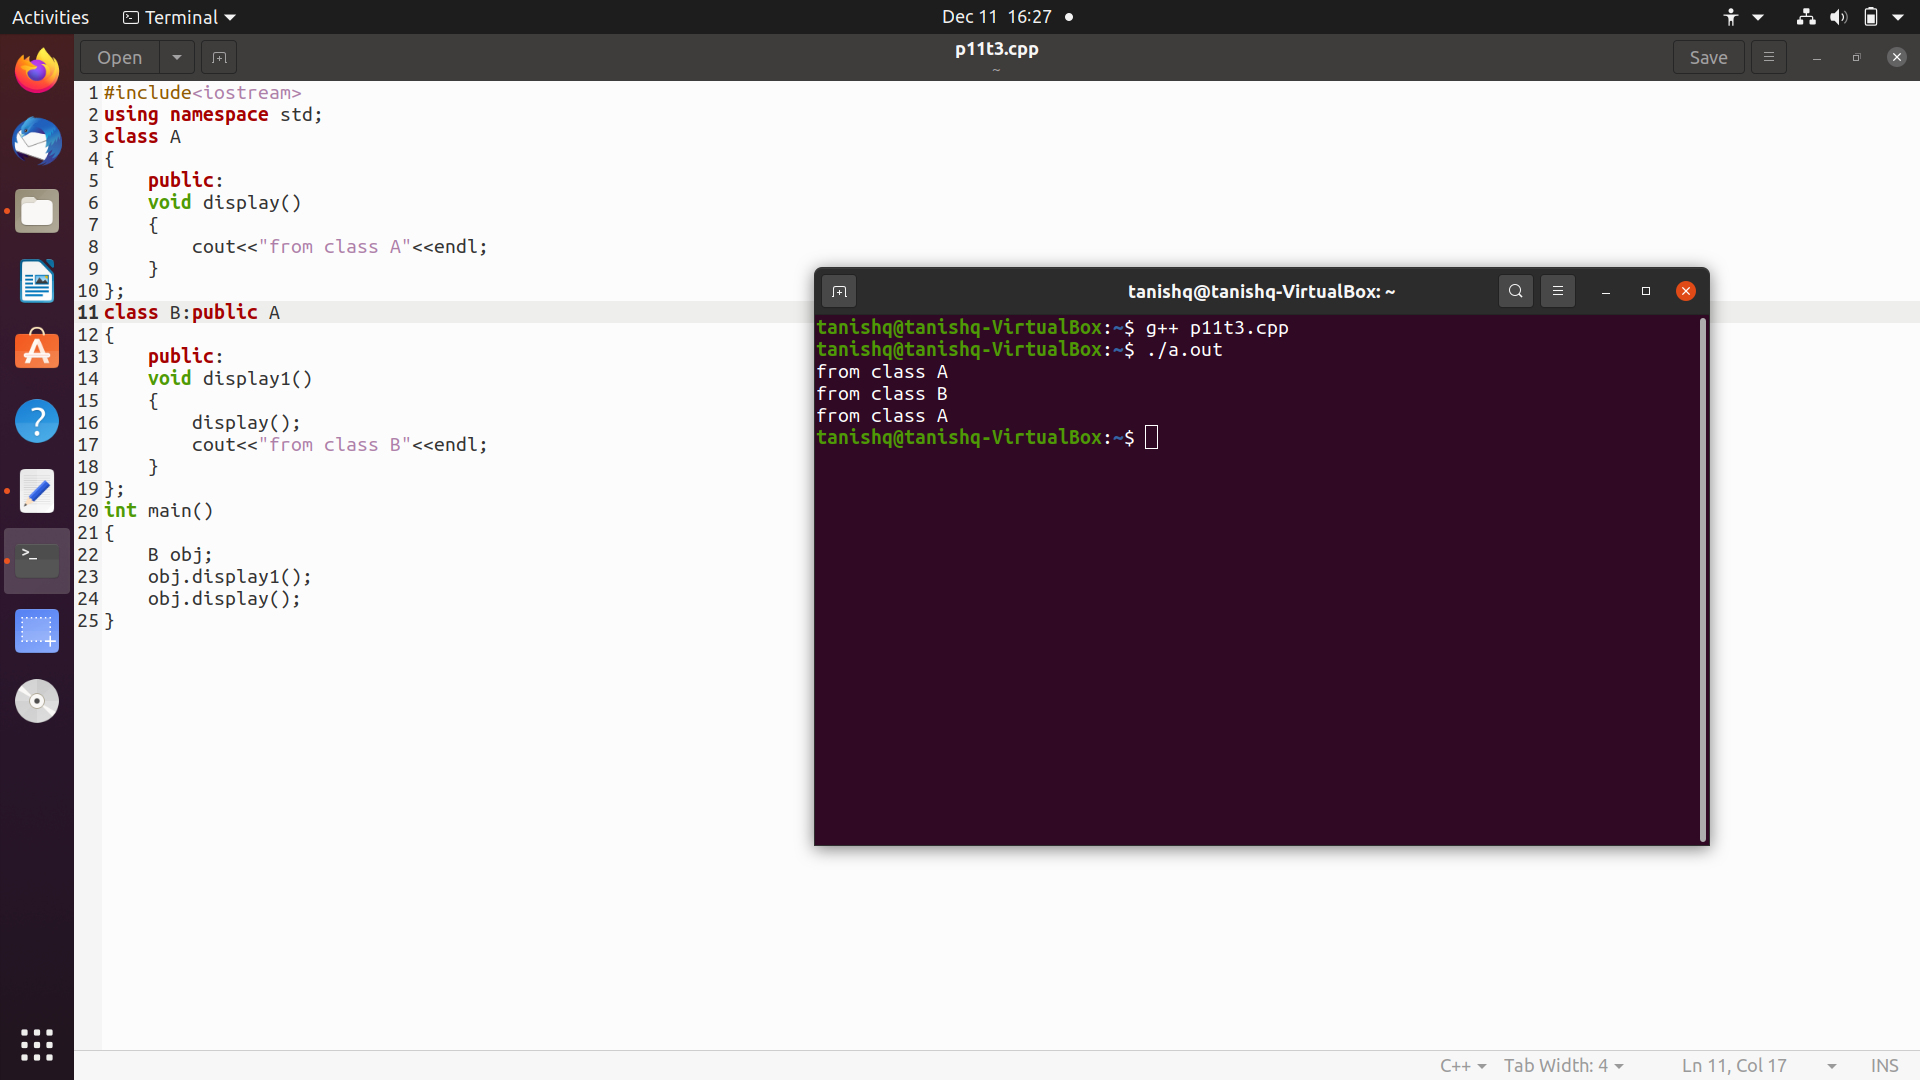 Activities Terminal Dec 11 16:27
Open p11t3.cpp Save
~
1 #include<iostream>
2 using namespace std;
3 class A
4 {
5     public:
6     void display()
7     {
8         cout<<"from class A"<<endl;
9     }
10 };
11 class B:public A
12 {
13     public:
14     void display1()
15     {
16         display();
17         cout<<"from class B"<<endl;
18     }
19 };
20 int main()
21 {
22     B obj;
23     obj.display1();
24     obj.display();
25 }
tanishq@tanishq-VirtualBox: ~
tanishq@tanishq-VirtualBox:~$ g++ p11t3.cpp
tanishq@tanishq-VirtualBox:~$ ./a.out
from class A
from class B
from class A
tanishq@tanishq-VirtualBox:~$
C++ Tab Width: 4 Ln 11, Col 17 INS